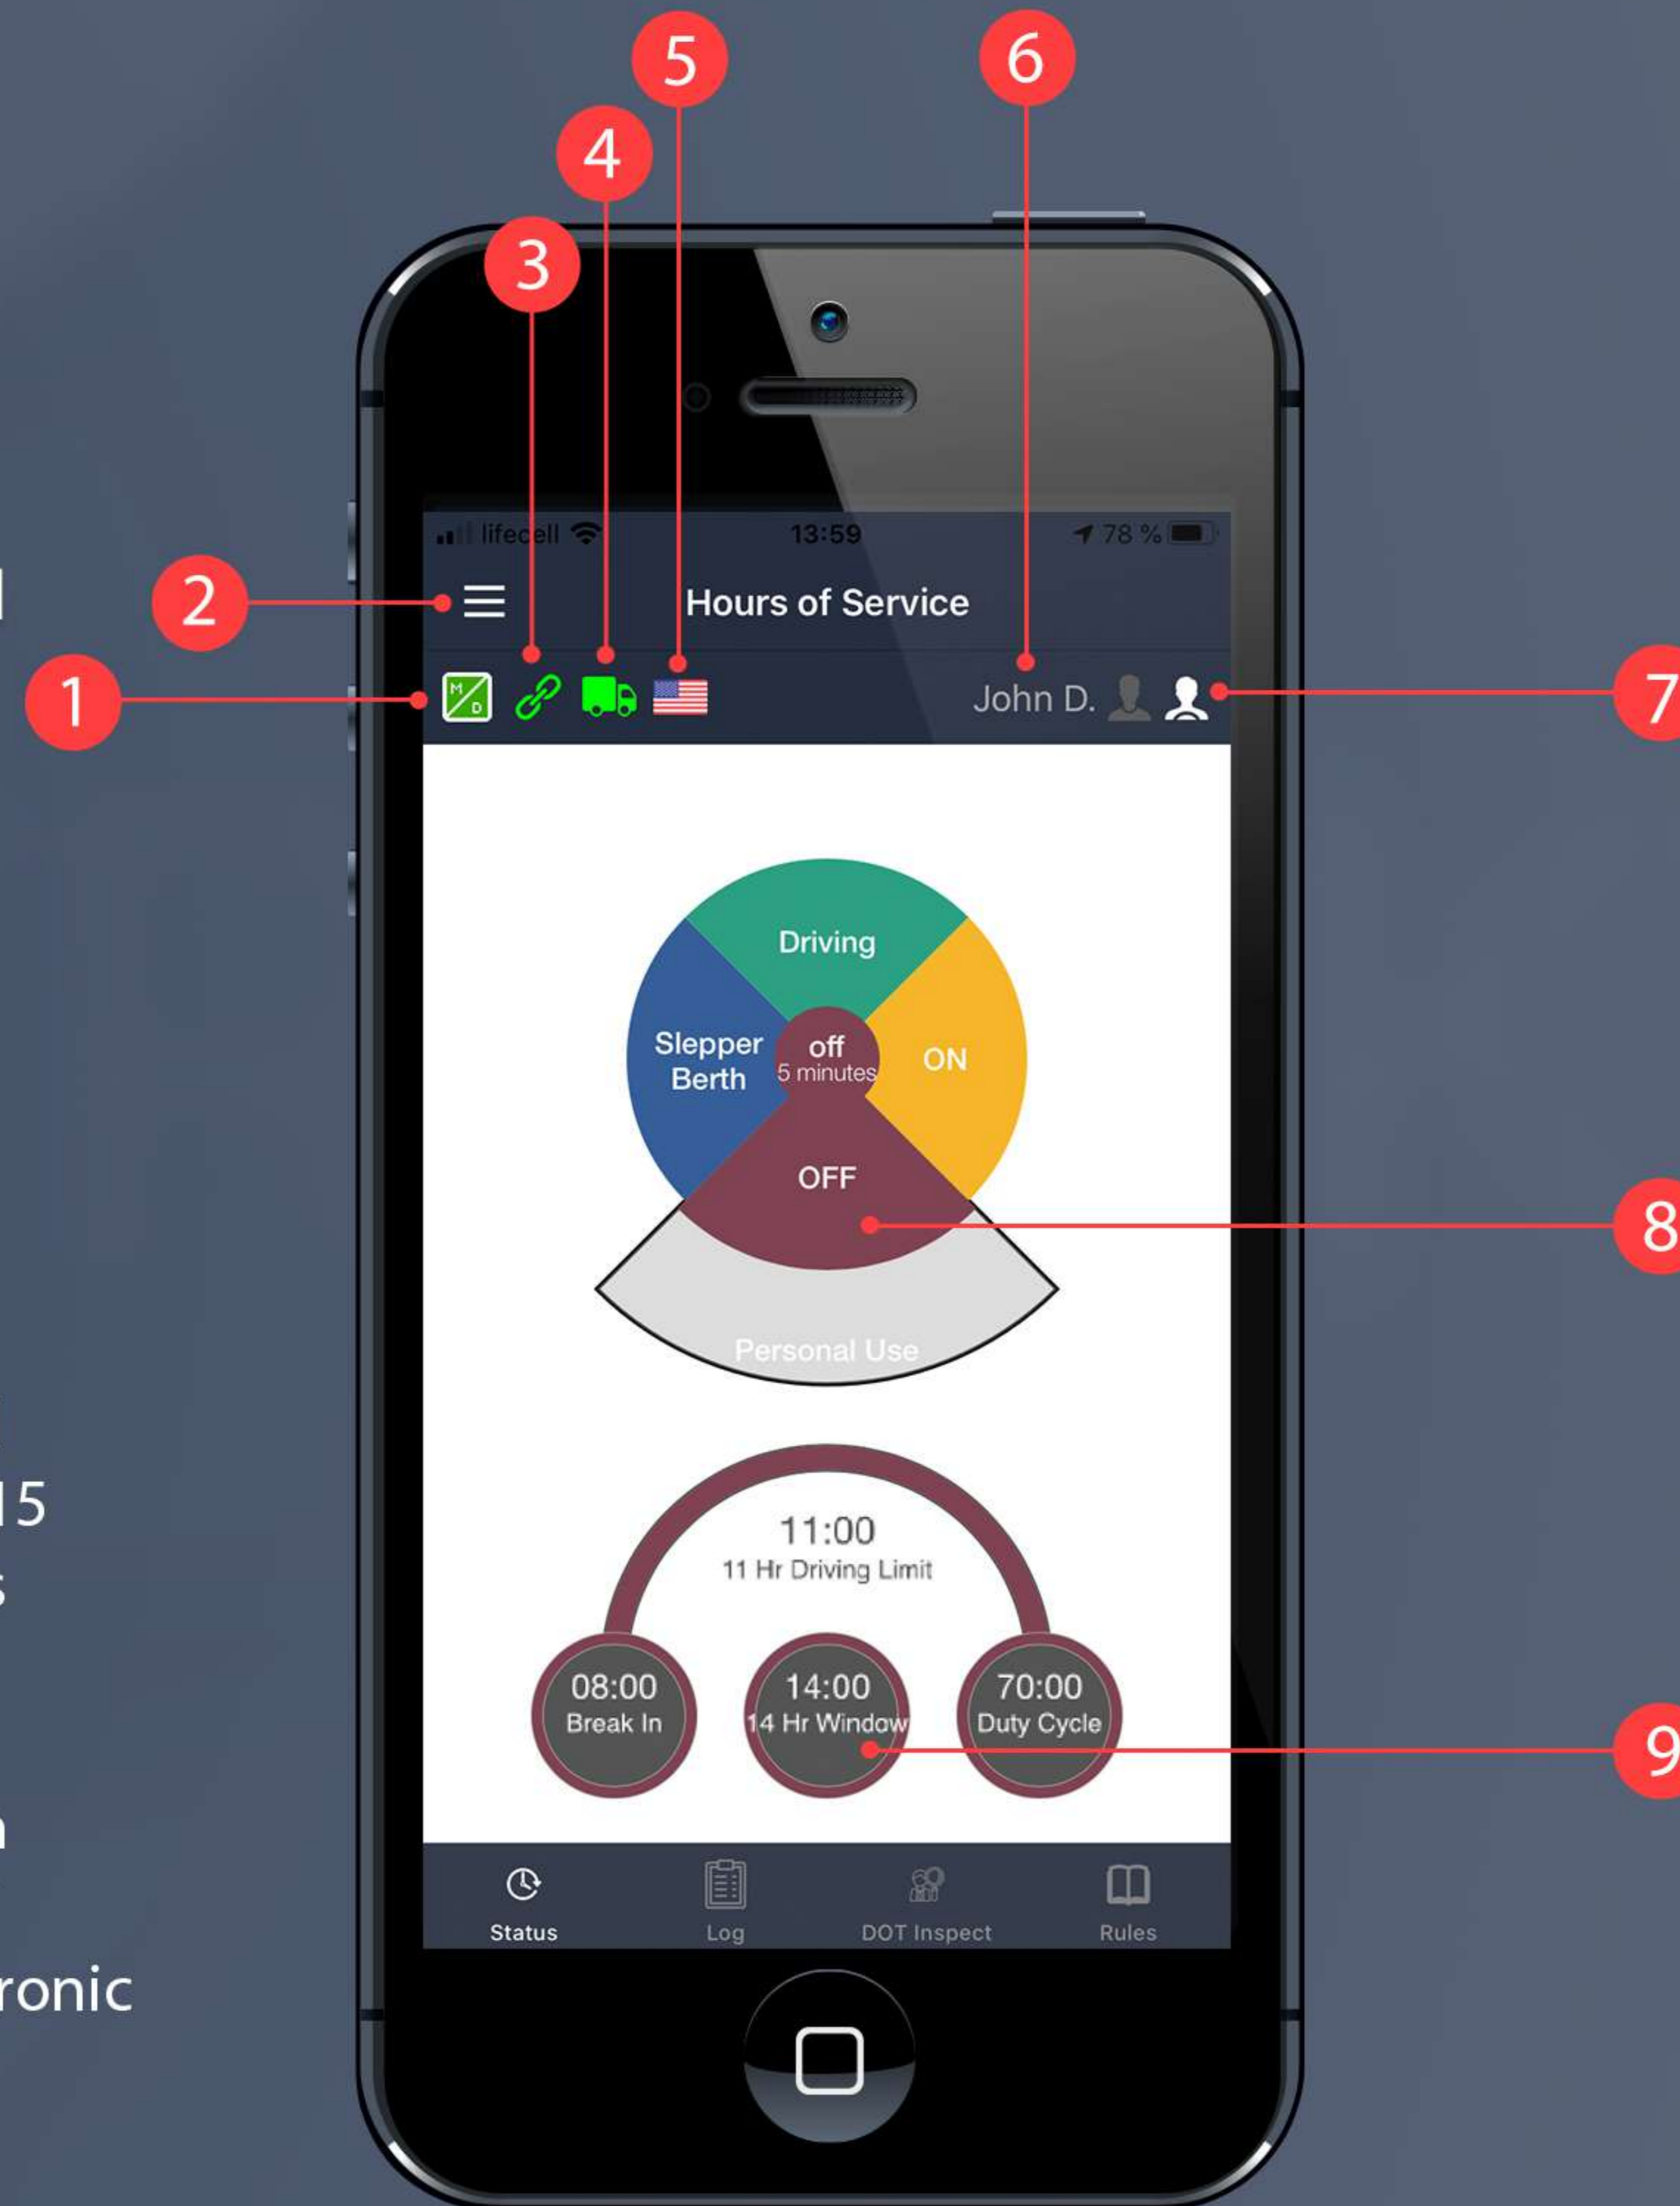 5
6
4
3
lifecell 13:59 78 %
2
Hours of Service
1
M/D
John D.
7
Driving
Slepper
Berth
off
5 minutes
ON
OFF
8
Personal Use
15
11:00
11 Hr Driving Limit
08:00
Break In
14:00
14 Hr Window
70:00
Duty Cycle
9
Status
Log
DOT Inspect
Rules
ronic